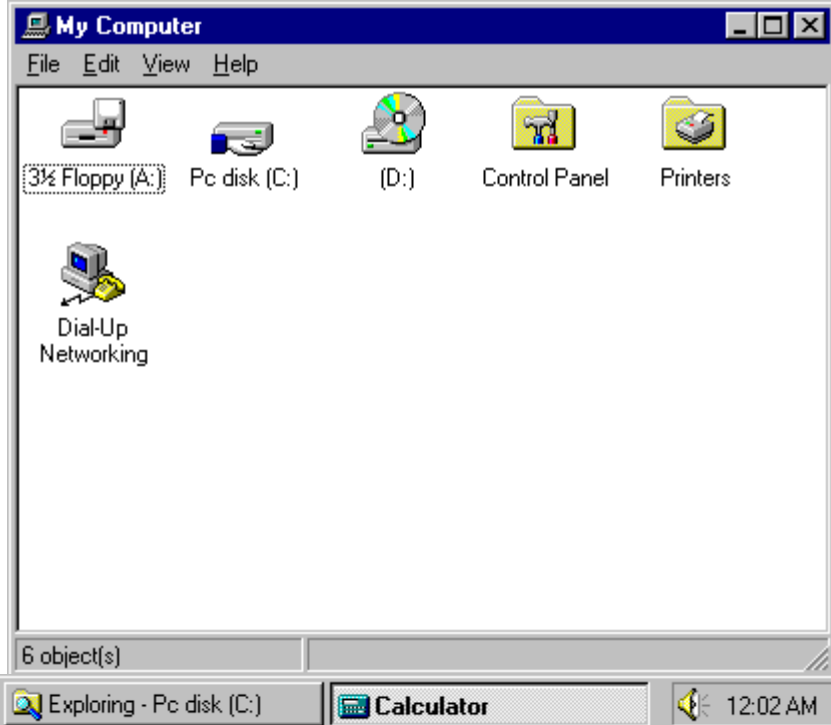 My Computer
File Edit View Help
3½ Floppy (A:) Pc disk (C:) (D:) Control Panel Printers
Dial-Up
Networking
6 object(s)
Exploring - Pc disk (C:) Calculator 12:02 AM